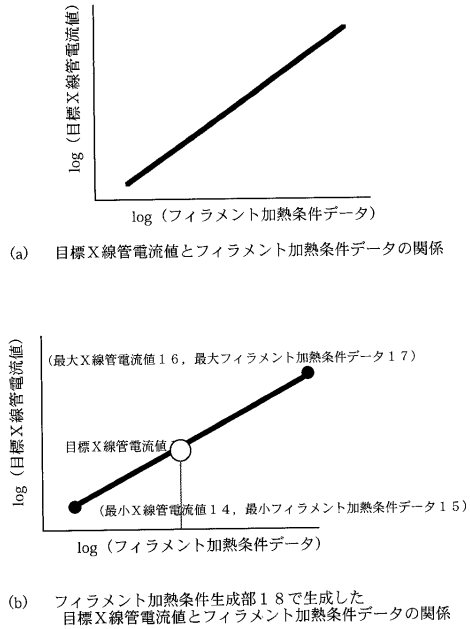 log（目標Ｘ線管電流値）
log（フィラメント加熱条件データ）
(a)　目標Ｘ線管電流値とフィラメント加熱条件データの関係
log（目標Ｘ線管電流値）
（最大Ｘ線管電流値１６，最大フィラメント加熱条件データ１７）
目標Ｘ線管電流値
（最小Ｘ線管電流値１４，最小フィラメント加熱条件データ１５）
log（フィラメント加熱条件データ）
(b)　フィラメント加熱条件生成部１８で生成した
目標Ｘ線管電流値とフィラメント加熱条件データの関係